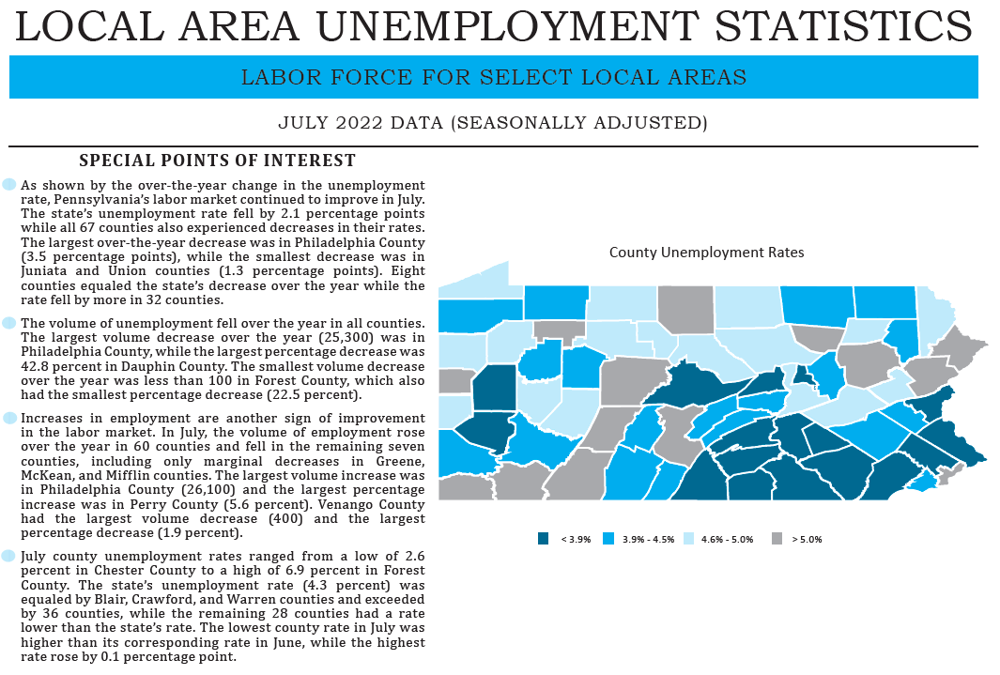 LOCAL AREA UNEMPLOYMENT STATISTICS
LABOR FORCE FOR SELECT LOCAL AREAS
JULY 2022 DATA (SEASONALLY ADJUSTED)
SPECIAL POINTS OF INTEREST
As shown by the over-the-year change in the unemployment
rate, Pennsylvania's labor market continued to improve in July.
The state's unemployment rate fell by 2.1 percentage points
while all 67 counties also experienced decreases in their rates.
The largest over-the-year decrease was in Philadelphia County
(3.5 percentage points), while the smallest decrease was in
Juniata and Union counties (1.3 percentage points). Eight
counties equaled the state's decrease over the year while the
rate fell by more in 32 counties.
The volume of unemployment fell over the year in all counties.
The largest volume decrease over the year (25,300) was in
Philadelphia County, while the largest percentage decrease was
42.8 percent in Dauphin County. The smallest volume decrease
over the year was less than 100 in Forest County, which also
had the smallest percentage decrease (22.5 percent).
Increases in employment are another sign of improvement
in the labor market. In July, the volume of employment rose
over the year in 60 counties and fell in the remaining seven
counties, including only marginal decreases in Greene,
McKean, and Mifflin counties. The largest volume increase was
in Philadelphia County (26,100) and the largest percentage
increase was in Perry County (5.6 percent). Venango County
had the largest volume decrease (400) and the largest
percentage decrease (1.9 percent).
July county unemployment rates ranged from a low of 2.6
percent in Chester County to a high of 6.9 percent in Forest
County. The state's unemployment rate (4.3 percent) was
equaled by Blair, Crawford, and Warren counties and exceeded
by 36 counties, while the remaining 28 counties had a rate
lower than the state's rate. The lowest county rate in July was
higher than its corresponding rate in June, while the highest
rate rose by 0.1 percentage point.
County Unemployment Rates
< 3.9% 3.9% - 4.5% 4.6% - 5.0% > 5.0%